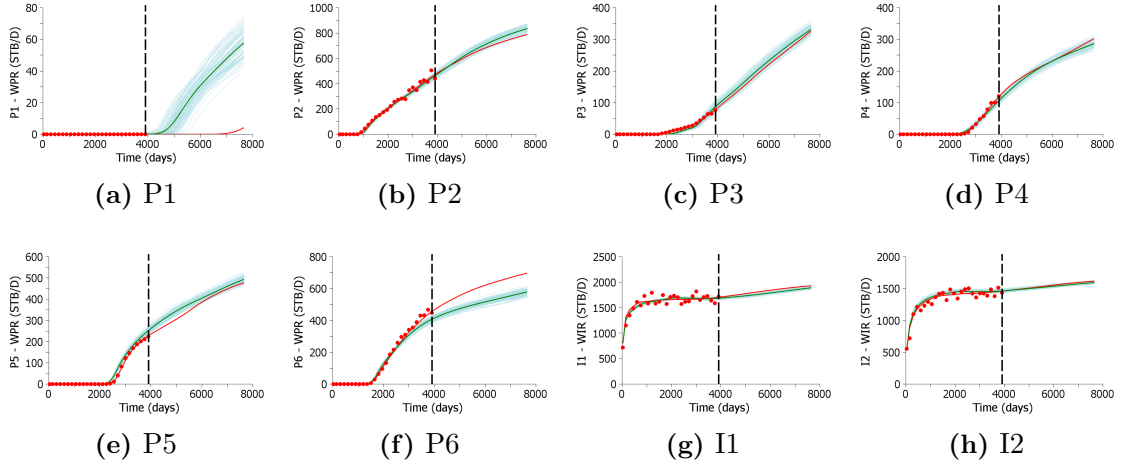 P1 - WPR (STB/D)
80
60
40
20
0
0 2000 4000 6000 8000
Time (days)
(a) P1
P2 - WPR (STB/D)
1000
800
600
400
200
0
0 2000 4000 6000 8000
Time (days)
(b) P2
P3 - WPR (STB/D)
400
300
200
100
0
0 2000 4000 6000 8000
Time (days)
(c) P3
P4 - WPR (STB/D)
400
300
200
100
0
0 2000 4000 6000 8000
Time (days)
(d) P4
P5 - WPR (STB/D)
600
500
400
300
200
100
0
0 2000 4000 6000 8000
Time (days)
(e) P5
P6 - WPR (STB/D)
800
600
400
200
0
0 2000 4000 6000 8000
Time (days)
(f) P6
I1 - WIR (STB/D)
2500
2000
1500
1000
500
0
0 2000 4000 6000 8000
Time (days)
(g) I1
I2 - WIR (STB/D)
2000
1500
1000
500
0
0 2000 4000 6000 8000
Time (days)
(h) I2